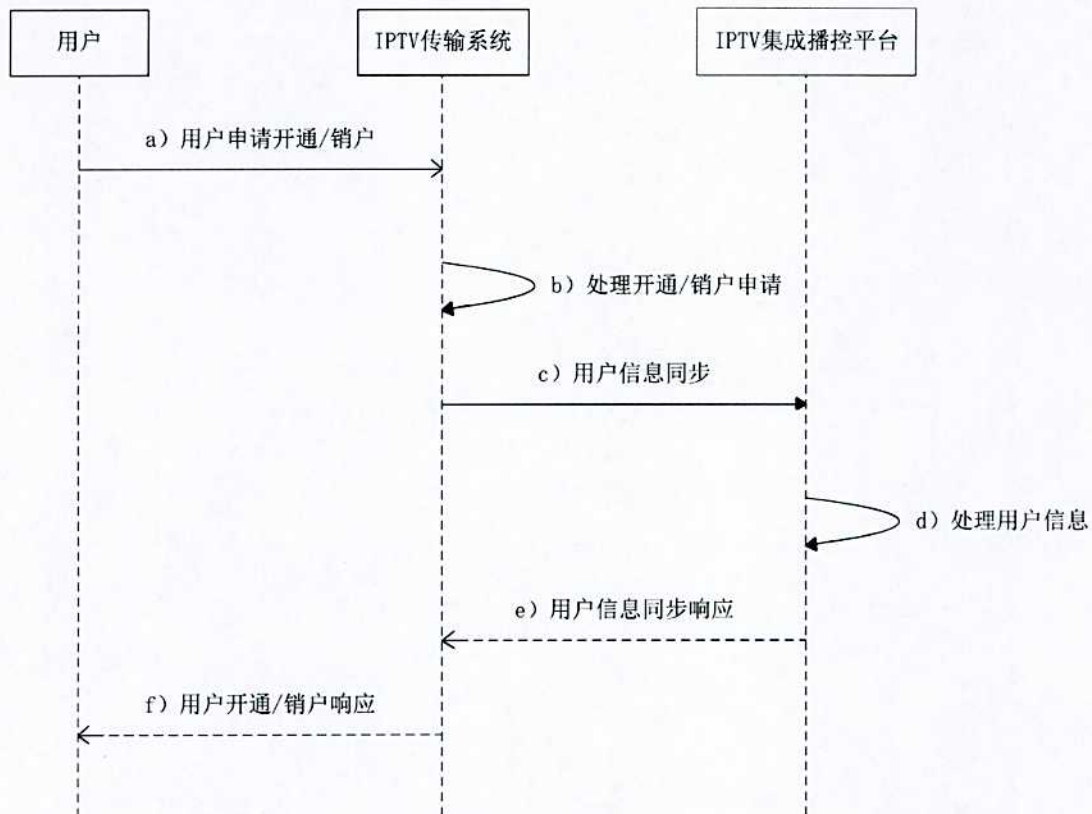 用户
IPTV传输系统
IPTV集成播控平台
a）用户申请开通/销户
b）处理开通/销户申请
c）用户信息同步
d）处理用户信息
e）用户信息同步响应
f）用户开通/销户响应